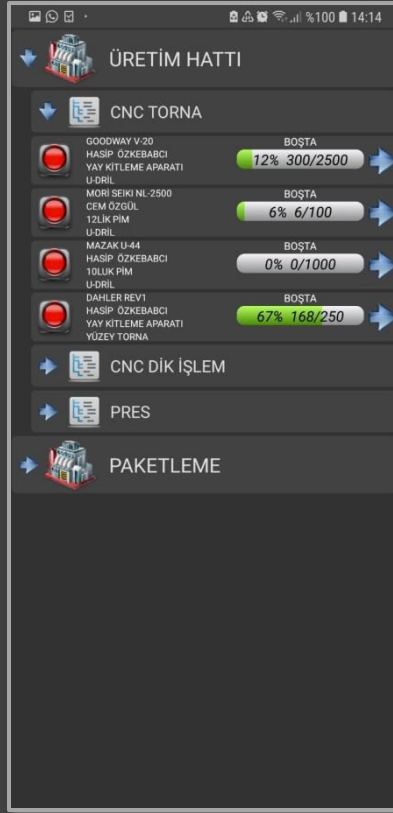 %100 14:14
ÜRETİM HATTI
CNC TORNA
GOODWAY V-20
HASİP ÖZKEBABCI
YAY KİTLEME APARATI
U-DRİL
BOŞTA
12% 300/2500
MORİ SEIKI NL-2500
CEM ÖZGÜL
12LİK PİM
U-DRİL
BOŞTA
6% 6/100
MAZAK U-44
HASİP ÖZKEBABCI
10LUK PİM
U-DRİL
BOŞTA
0% 0/1000
DAHLER REV1
HASİP ÖZKEBABCI
YAY KİTLEME APARATI
YÜZEY TORNA
BOŞTA
67% 168/250
CNC DİK İŞLEM
PRES
PAKETLEME